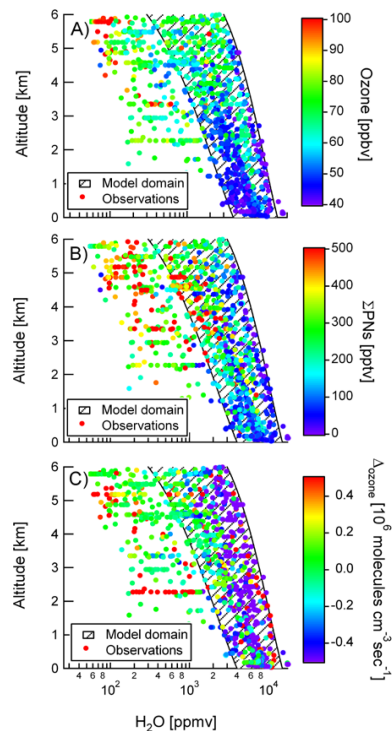 A)
6
5
4
3
2
1
0
Altitude [km]
Model domain
Observations
100
90
80
70
60
50
40
Ozone
[ppbv]
B)
6
5
4
3
2
1
0
Altitude [km]
Model domain
Observations
500
400
300
200
100
0
ΣPNs
[pptv]
C)
6
5
4
3
2
1
0
Altitude [km]
Model domain
Observations
0.4
0.2
0.0
-0.2
-0.4
Δozone [10⁶ molecules cm⁻³ sec⁻¹]
4 6 8 10² 2 4 6 8 10³ 2 4 6 8 10⁴
H₂O [ppmv]